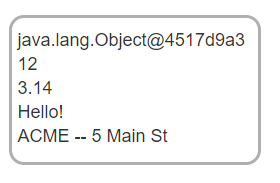 java.lang.Object@4517d9a3
12
3.14
Hello!
ACME -- 5 Main St